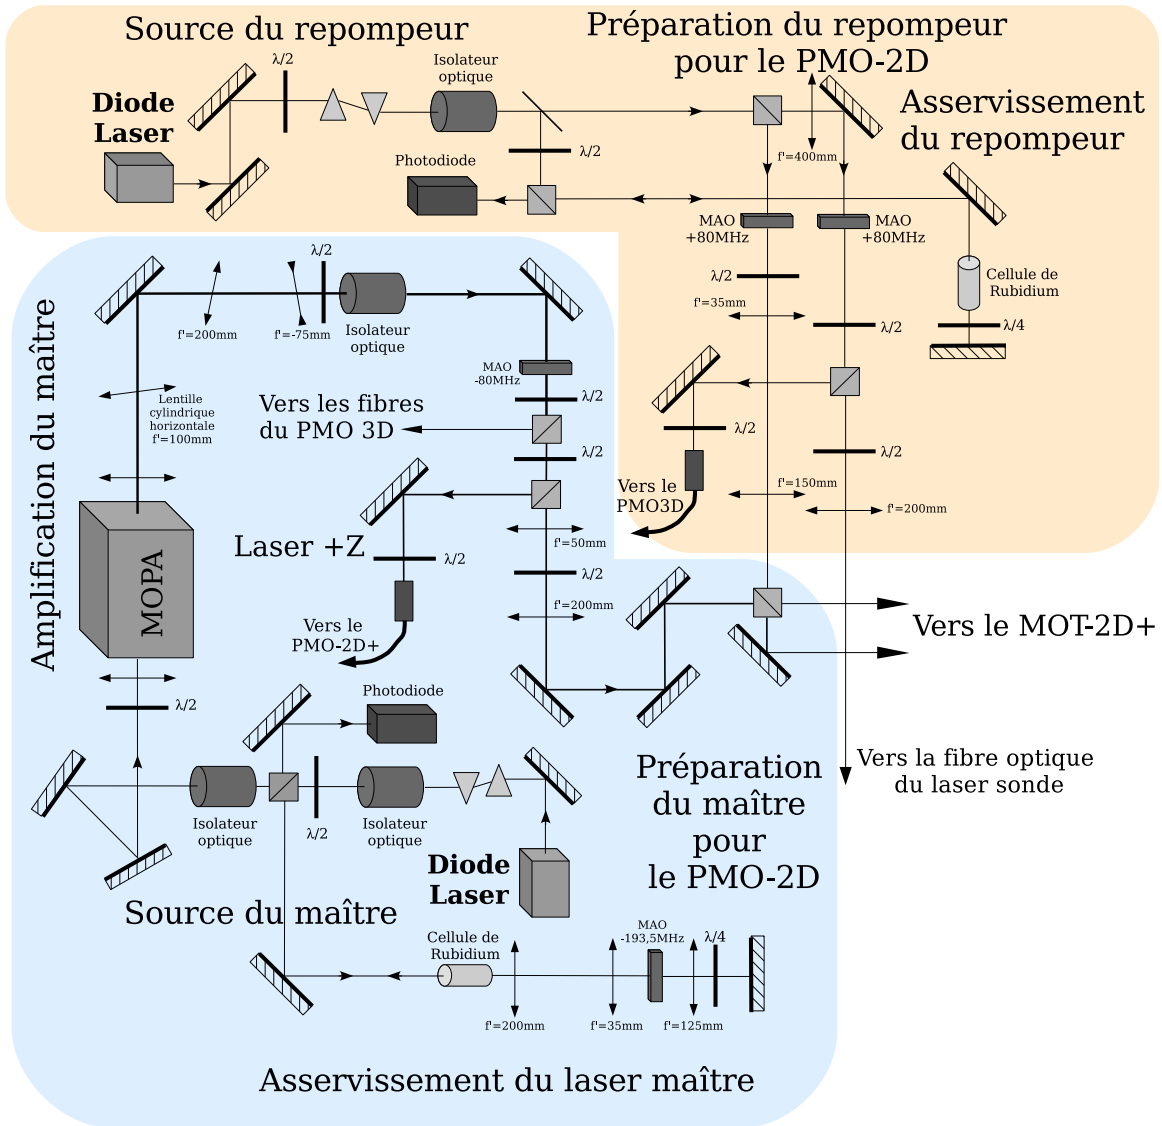 Source du repompeur
Préparation du repompeur
pour le PMO-2D
λ/2
Isolateur
optique
Diode
Laser
Asservissement
du repompeur
Photodiode
λ/2
f'=400mm
MAO
+80MHz
MAO
+80MHz
λ/2
f'=35mm
Cellule de
Rubidium
λ/2
λ/4
λ/2
λ/2
Vers le
PMO3D
f'=150mm
f'=200mm
Amplification du maître
λ/2
f'=200mm
f'=-75mm
Isolateur
optique
MAO
-80MHz
Lentille
cylindrique
horizontale
f'=100mm
λ/2
Vers les fibres
du PMO 3D
λ/2
MOPA
Laser +Z
f'=50mm
λ/2
λ/2
f'=200mm
Vers le
PMO-2D+
Vers le MOT-2D+
λ/2
Photodiode
Vers la fibre optique
du laser sonde
Préparation
du maître
pour
le PMO-2D
Isolateur
optique
λ/2
Isolateur
optique
Diode
Laser
Source du maître
Cellule de
Rubidium
MAO
-193,5MHz
λ/4
f'=200mm
f'=35mm
f'=125mm
Asservissement du laser maître